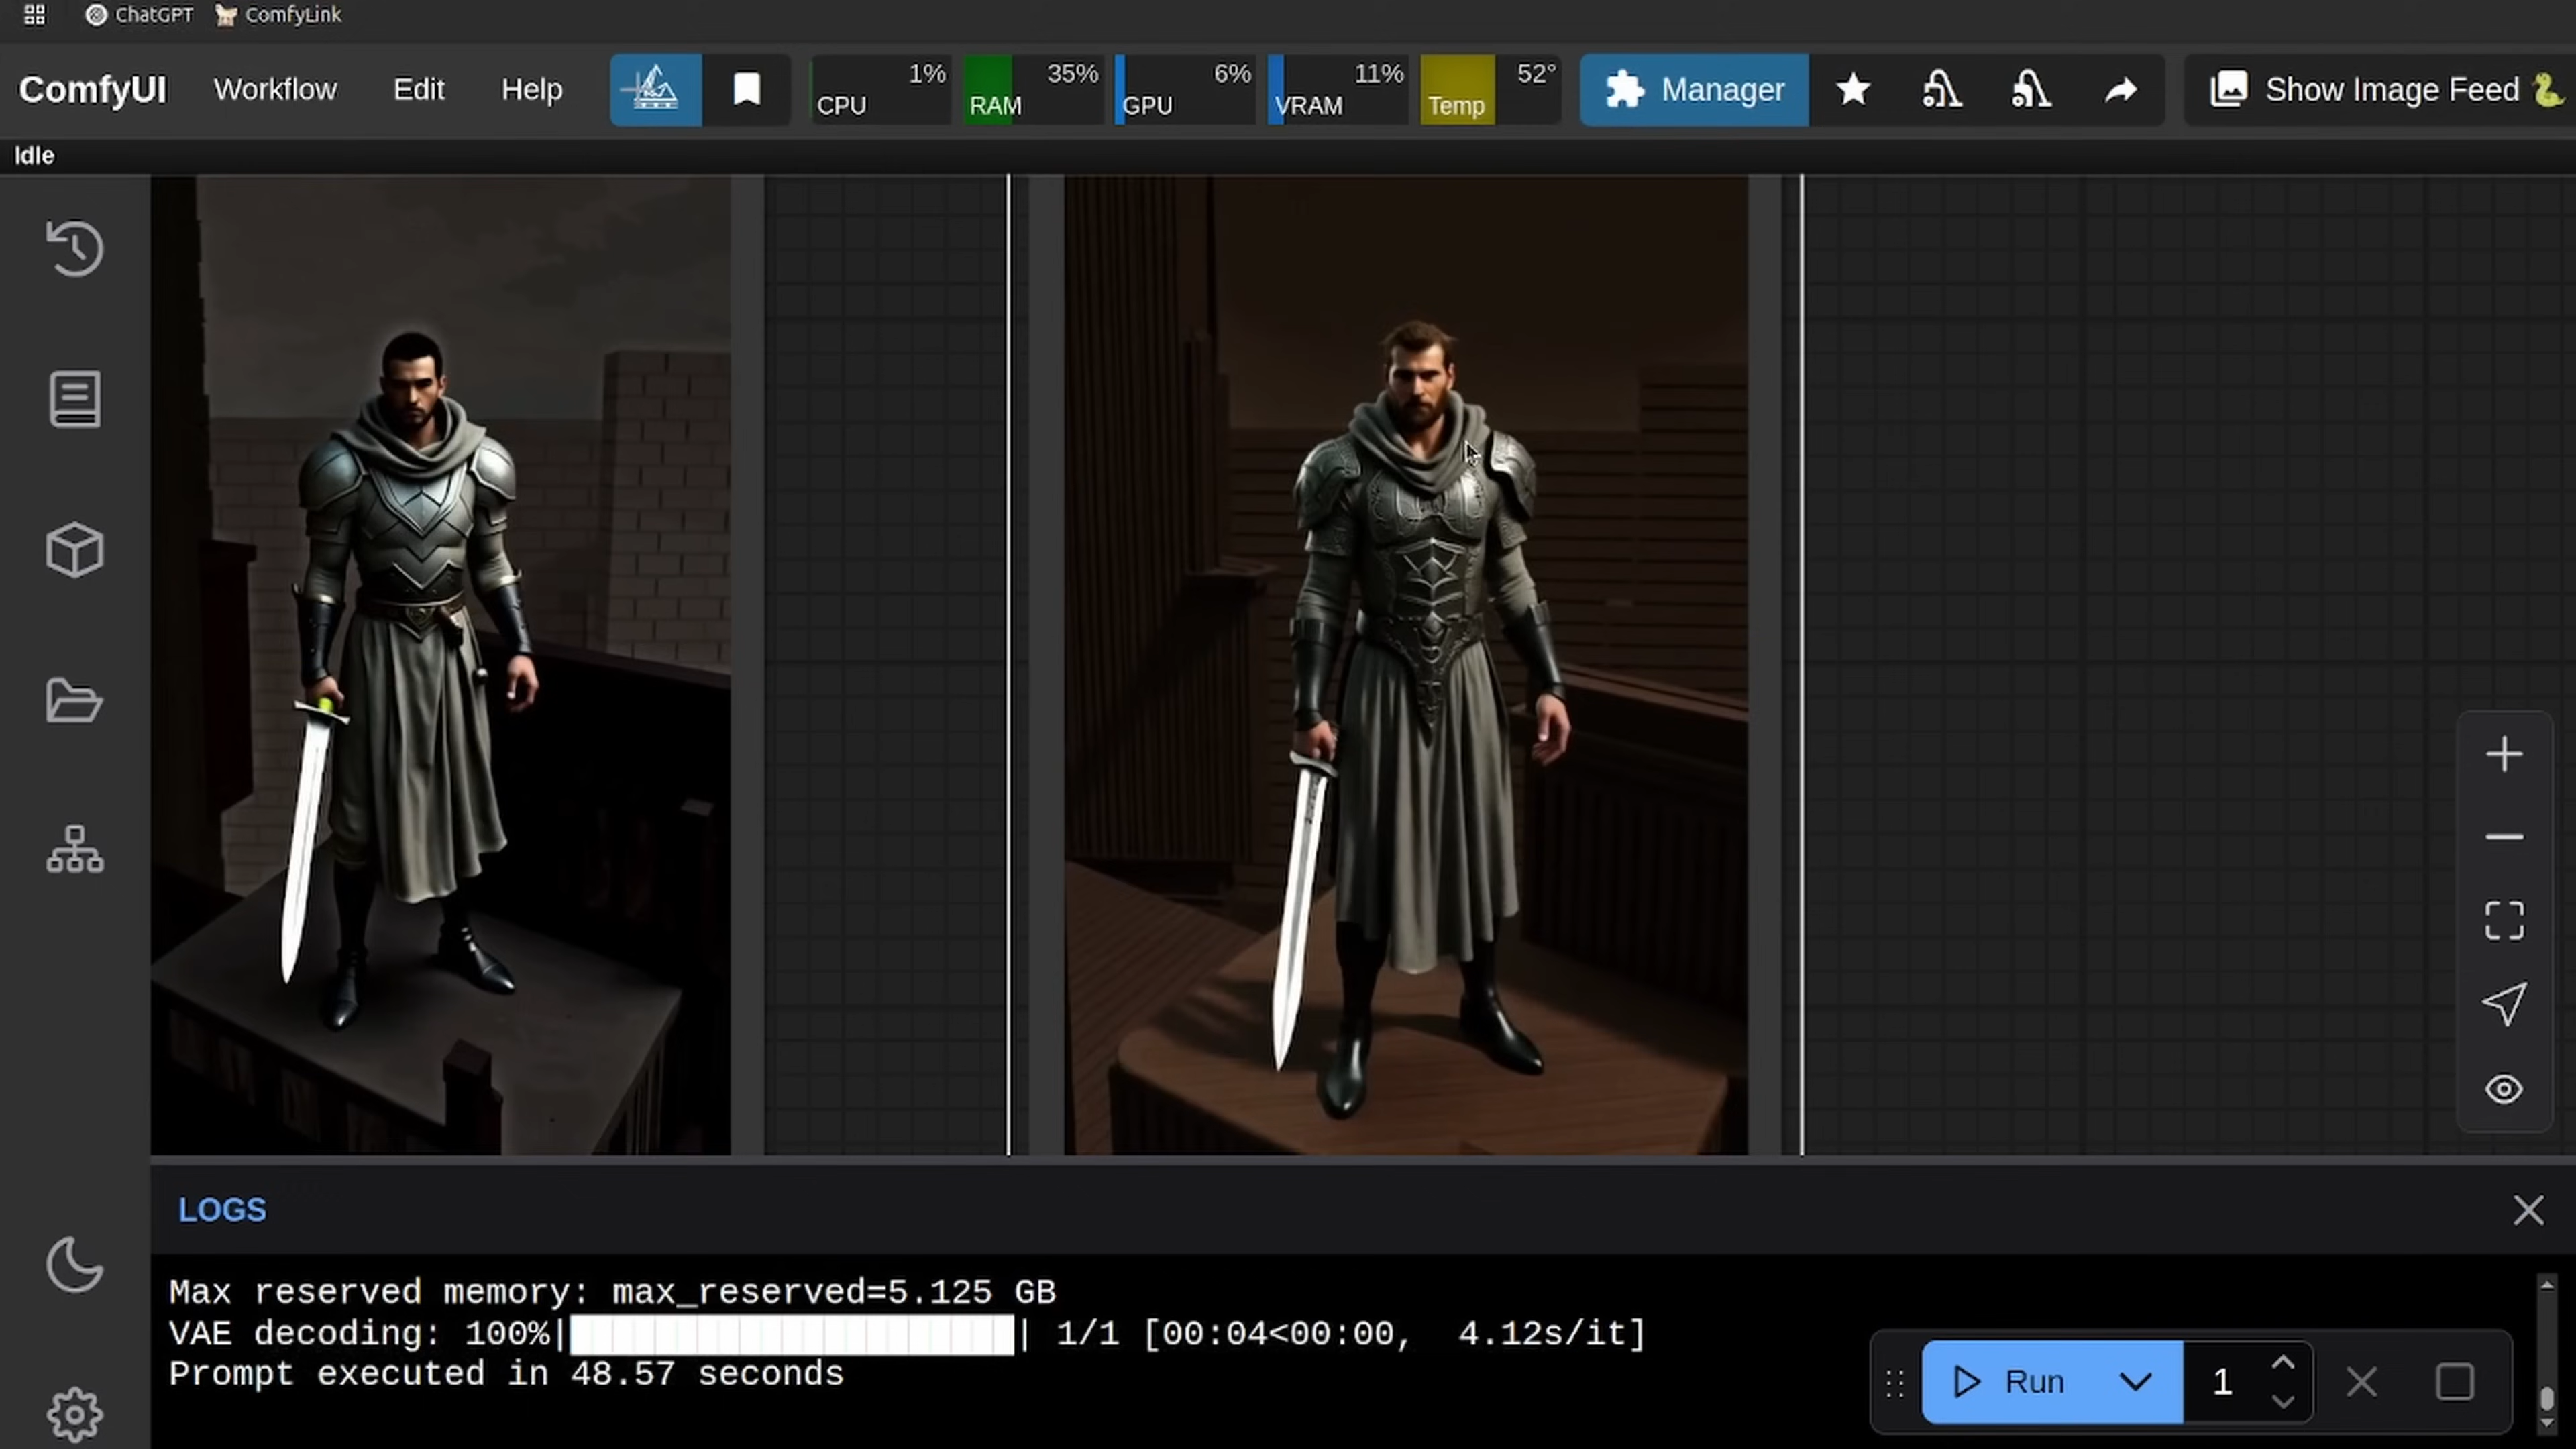 ChatGPT ComfyLink
ComfyUI Workflow Edit Help CPU 1% RAM 35% GPU 6% VRAM 11% Temp 52° Manager Show Image Feed 🐍
Idle
LOGS
Max reserved memory: max_reserved=5.125 GB
VAE decoding: 100%|████████████████████| 1/1 [00:04<00:00, 4.12s/it]
Prompt executed in 48.57 seconds
Run 1